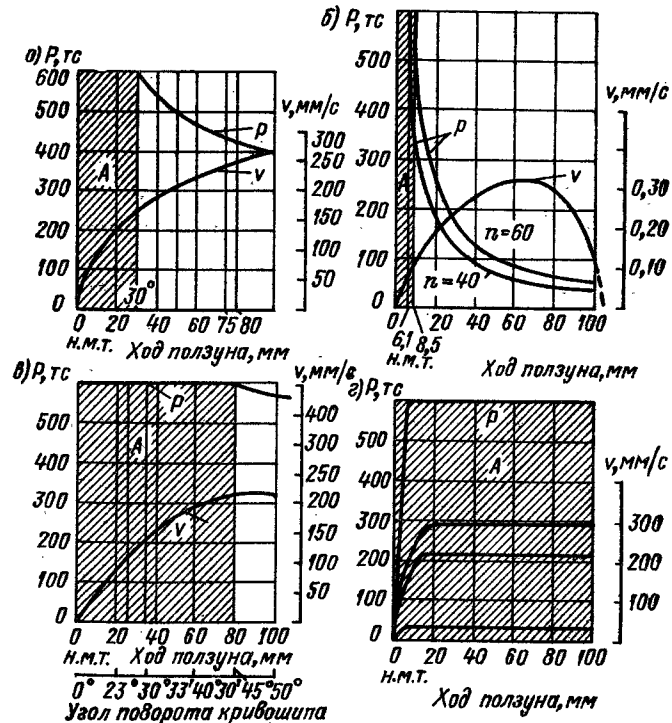 а) P, тс
600
500
400
300
200
100
0
A
p
v
30°
v, мм/с
300
250
200
150
100
50
0 20 40 60 75 80 100
н.м.т. Ход ползуна, мм
б) P, тс
500
400
300
200
100
0
A
p
v
n=60
n=40
v, мм/с
0,30
0,20
0,10
0 20 40 60 80 100
6,1
8,5
н.м.т.
Ход ползуна, мм
в) P, тс
500
400
300
200
100
0
A
p
v
v, мм/с
400
300
250
200
150
100
50
0 20 40 60 80 100
н.м.т. Ход ползуна, мм
0° 23° 30° 33° 40° 30' 45° 50°
Угол поворота кривошипа
г) P, тс
500
400
300
200
100
0
P
A
v, мм/с
300
200
100
0 20 40 60 80 100
н.м.т.
Ход ползуна, мм